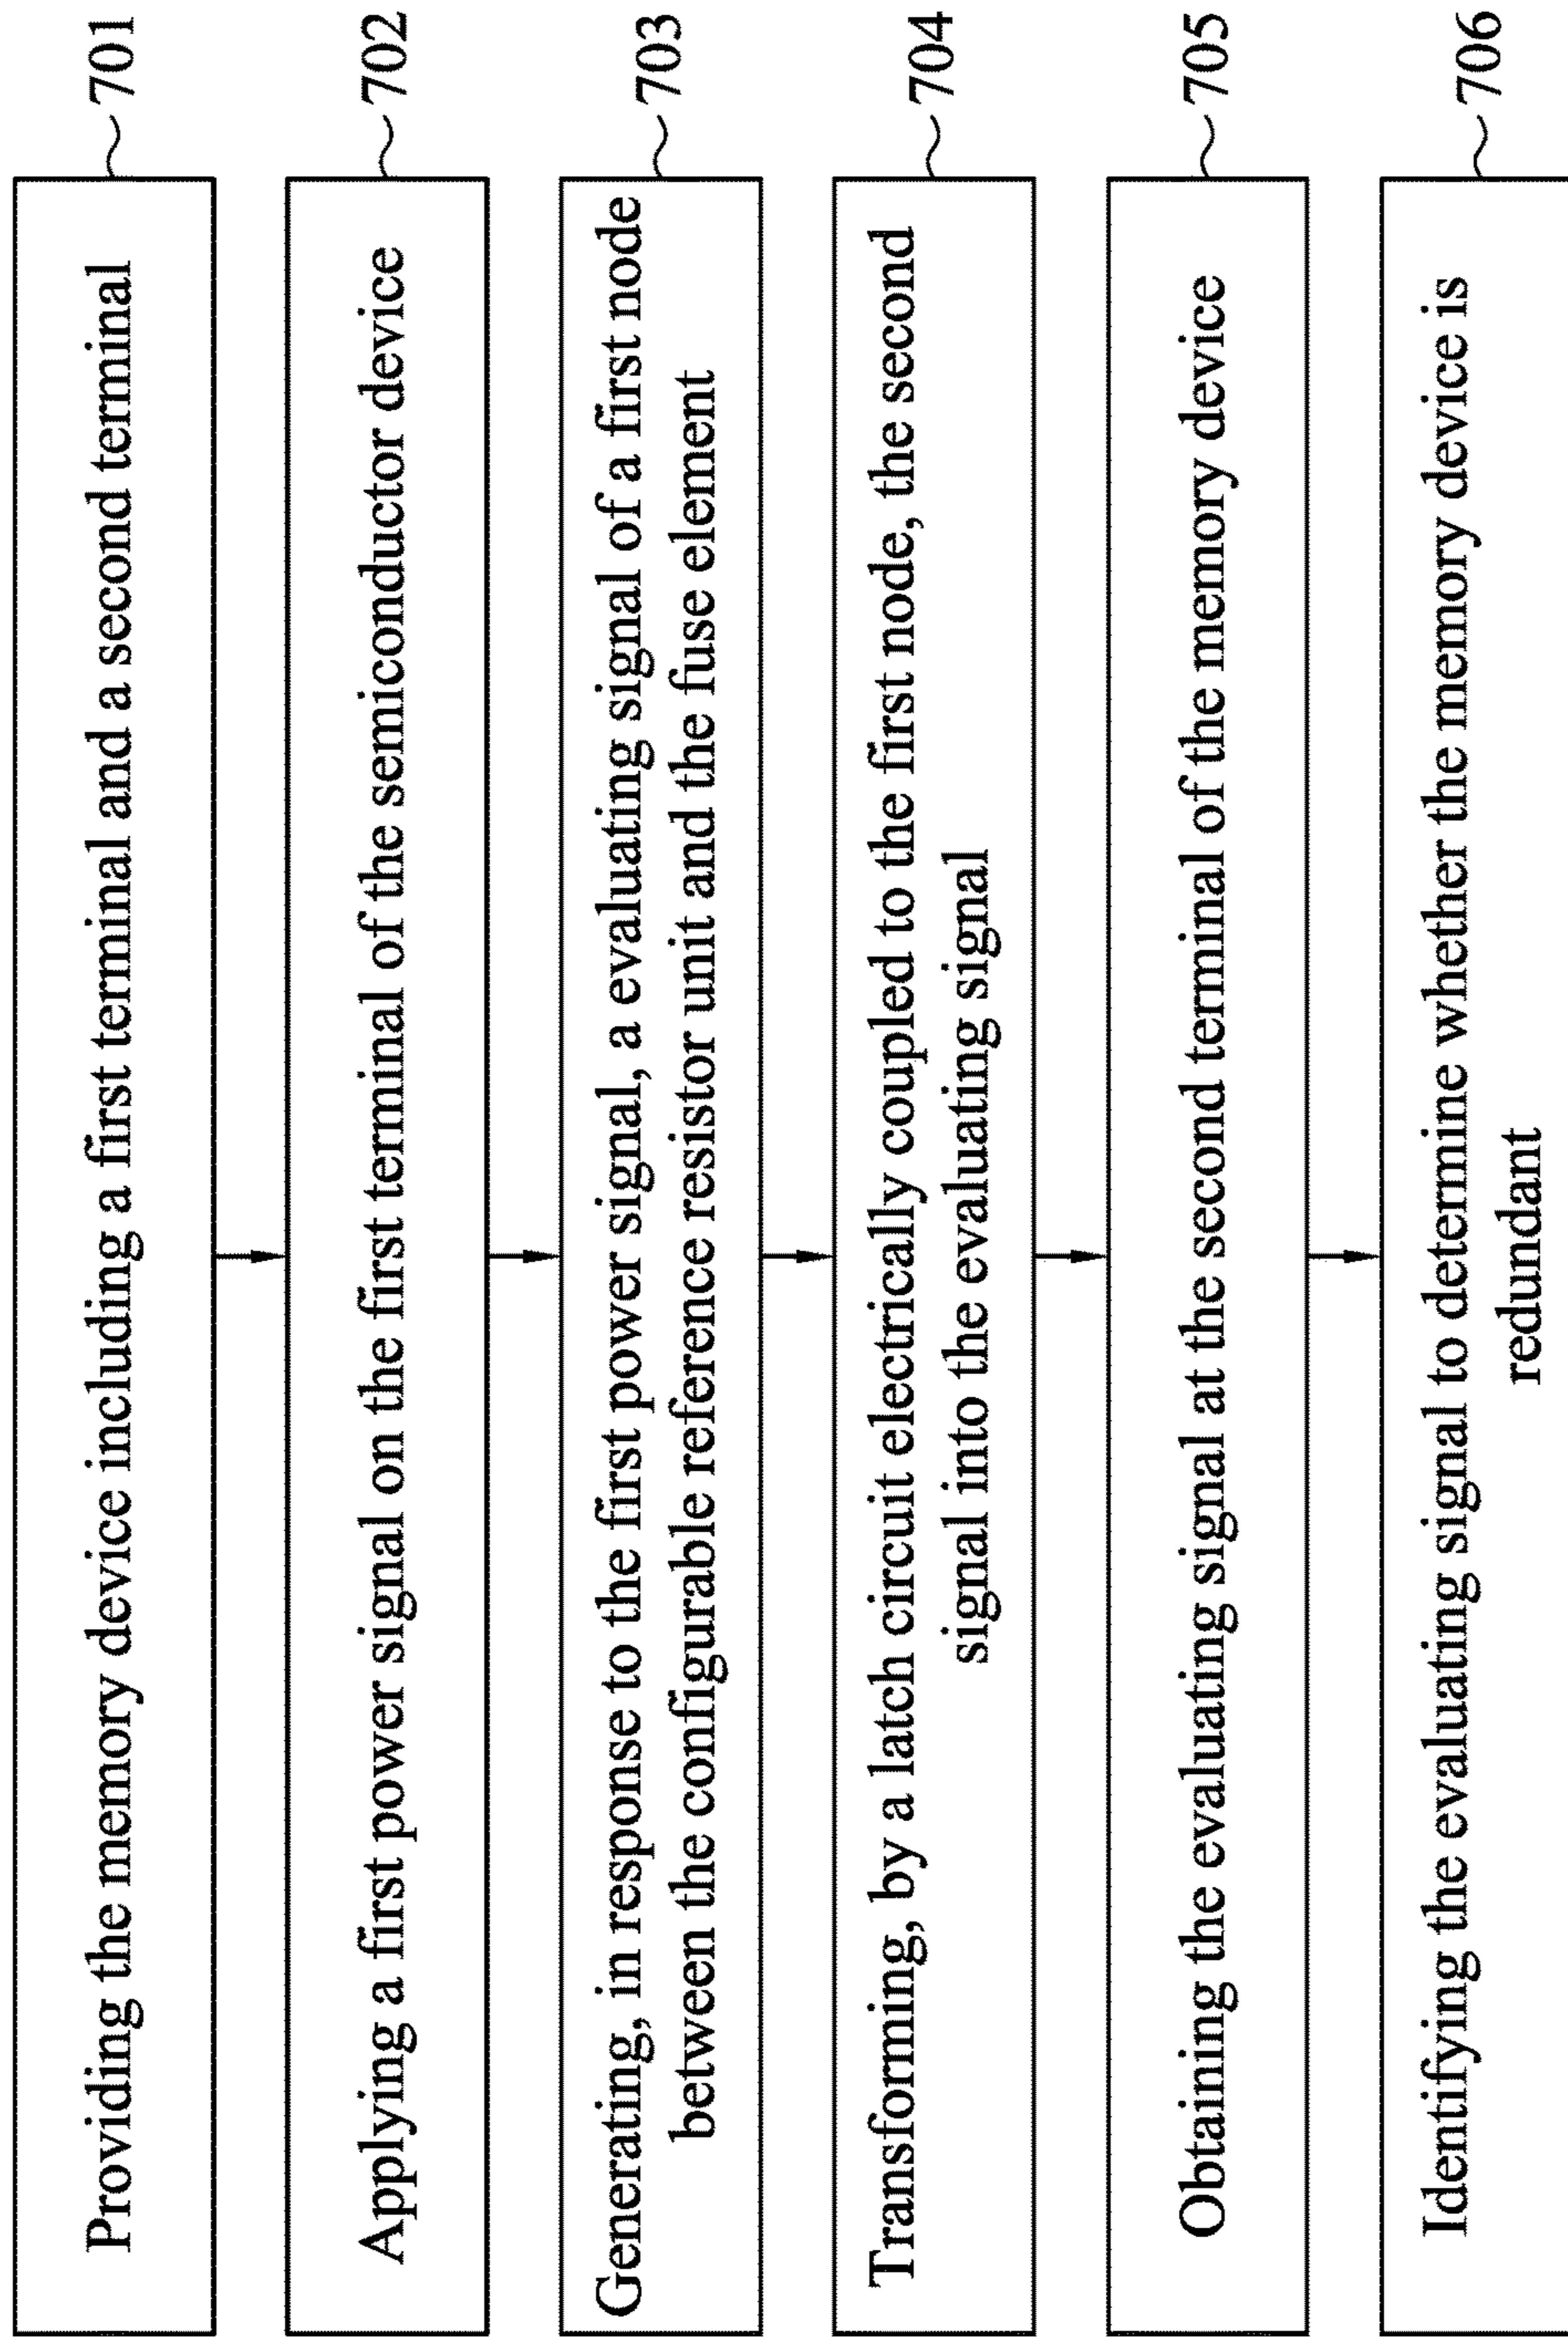 Providing the memory device including a first terminal and a second terminal
701
Applying a first power signal on the first terminal of the semiconductor device
702
Generating, in response to the first power signal, a evaluating signal of a first node
between the configurable reference resistor unit and the fuse element
703
Transforming, by a latch circuit electrically coupled to the first node, the second
signal into the evaluating signal
704
Obtaining the evaluating signal at the second terminal of the memory device
705
Identifying the evaluating signal to determine whether the memory device is
redundant
706